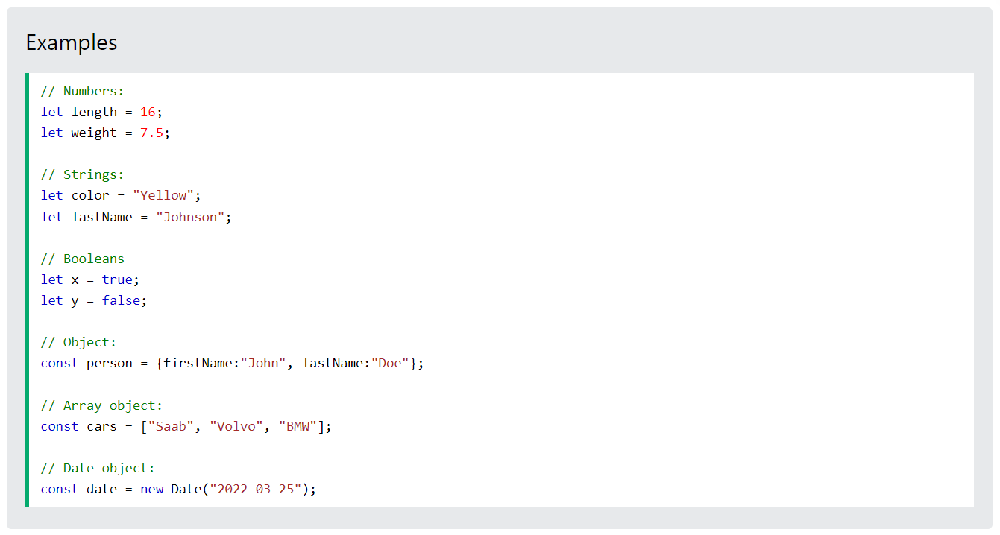 Examples
// Numbers:
let length = 16;
let weight = 7.5;
// Strings:
let color = "Yellow";
let lastName = "Johnson";
// Booleans
let x = true;
let y = false;
// Object:
const person = {firstName:"John", lastName:"Doe"};
// Array object:
const cars = ["Saab", "Volvo", "BMW"];
// Date object:
const date = new Date("2022-03-25");